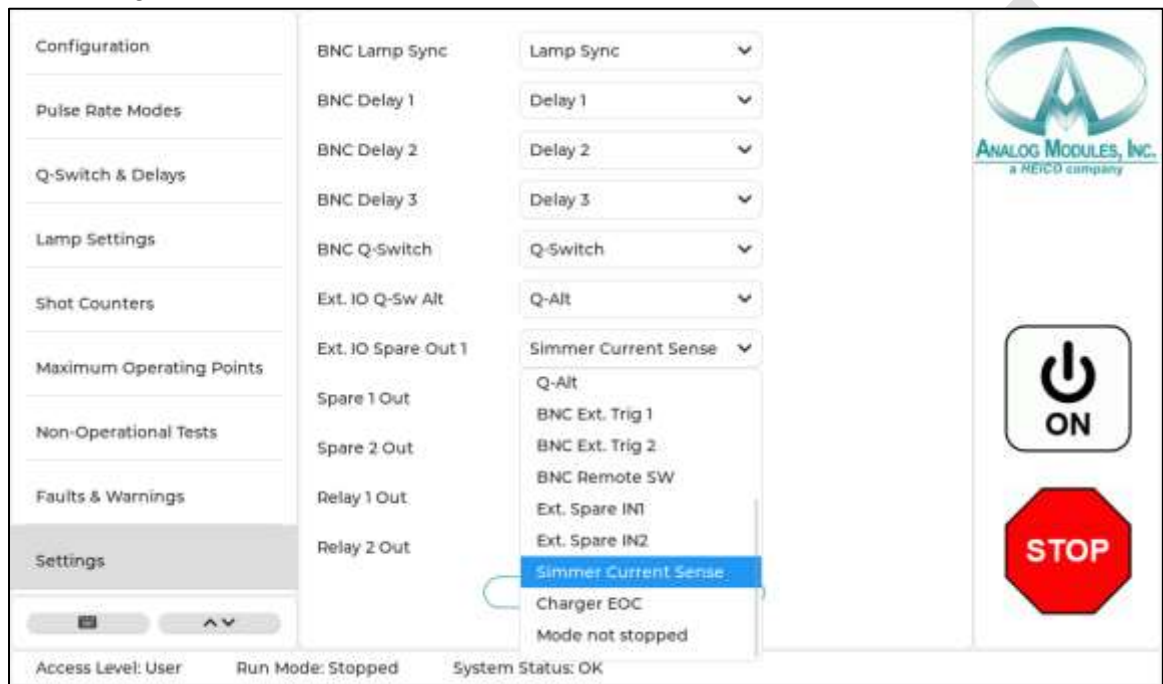 Configuration
Pulse Rate Modes
Q-Switch & Delays
Lamp Settings
Shot Counters
Maximum Operating Points
Non-Operational Tests
Faults & Warnings
Settings
BNC Lamp Sync Lamp Sync
BNC Delay 1 Delay 1
BNC Delay 2 Delay 2
BNC Delay 3 Delay 3
BNC Q-Switch Q-Switch
Ext. IO Q-Sw Alt Q-Alt
Ext. IO Spare Out 1 Simmer Current Sense
Spare 1 Out
Spare 2 Out
Relay 1 Out
Relay 2 Out
Q-Alt
BNC Ext. Trig 1
BNC Ext. Trig 2
BNC Remote SW
Ext. Spare IN1
Ext. Spare IN2
Simmer Current Sense
Charger EOC
Mode not stopped
ANALOG MODULES, INC.
a HEICO company
ON
STOP
Access Level: User Run Mode: Stopped System Status: OK